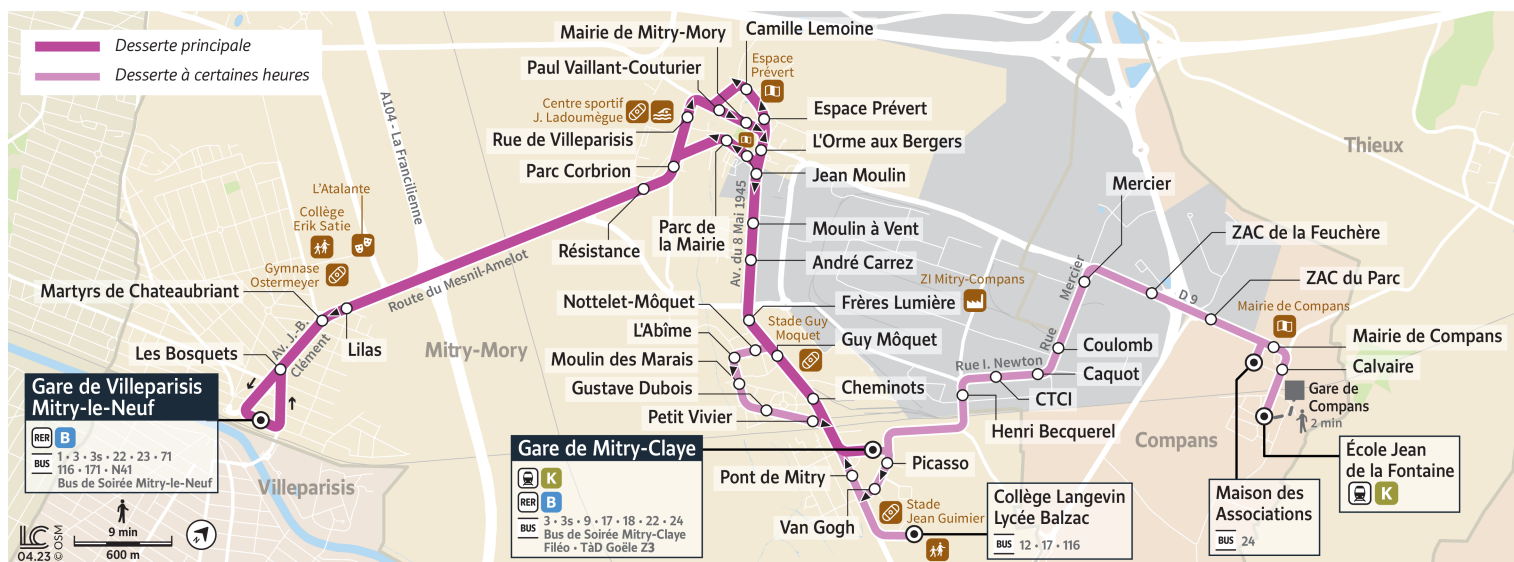 Desserte principale
Desserte à certaines heures
A104 - La Francilienne
Mairie de Mitry-Mory
Camille Lemoine
Paul Vaillant-Couturier
Espace
Prévert
Centre sportif
J. Ladoumègue
Rue de Villeparisis
Parc Corbrion
Espace Prévert
L'Orme aux Bergers
Jean Moulin
Thieux
Mercier
L'Atalante
Collège
Erik Satie
Gymnase
Ostermeyer
Résistance
Parc de
la Mairie
Av. du 8 Mai 1945
Moulin à Vent
André Carrez
ZI Mitry-Compans
ZAC de la Feuchère
ZAC du Parc
D 9
Martyrs de Chateaubriant
Route du Mesnil-Amelot
Nottelet-Môquet
Frères Lumière
Stade Guy
Moquet
Rue
Mercier
Mairie de Compans
Mairie de Compans
Calvaire
Av. J.-B.
Clément
Lilas
Les Bosquets
Mitry-Mory
L'Abîme
Guy Môquet
Moulin des Marais
Gustave Dubois
Petit Vivier
Cheminots
Rue I. Newton
Coulomb
Caquot
CTCI
Henri Becquerel
Compans
Gare de
Compans
2 min
Gare de Villeparisis
Mitry-le-Neuf
RER B
BUS 1 • 3 • 3s • 22 • 23 • 71
116 • 171 • N41
Bus de Soirée Mitry-le-Neuf
Villeparisis
Gare de Mitry-Claye
K
RER B
BUS 3 • 3s • 9 • 17 • 18 • 22 • 24
Bus de Soirée Mitry-Claye
Filéo • TàD Goële Z3
Pont de Mitry
Picasso
Van Gogh
Stade
Jean Guimier
Collège Langevin
Lycée Balzac
BUS 12 • 17 • 116
Maison des
Associations
BUS 24
École Jean
de la Fontaine
K
LC
04.23 © OSM
9 min
600 m